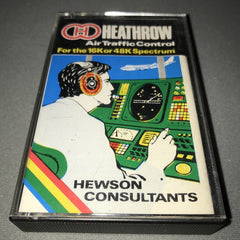 HEATHROW
Air Traffic Control
For the 16K or 48K Spectrum
HEWSON
CONSULTANTS